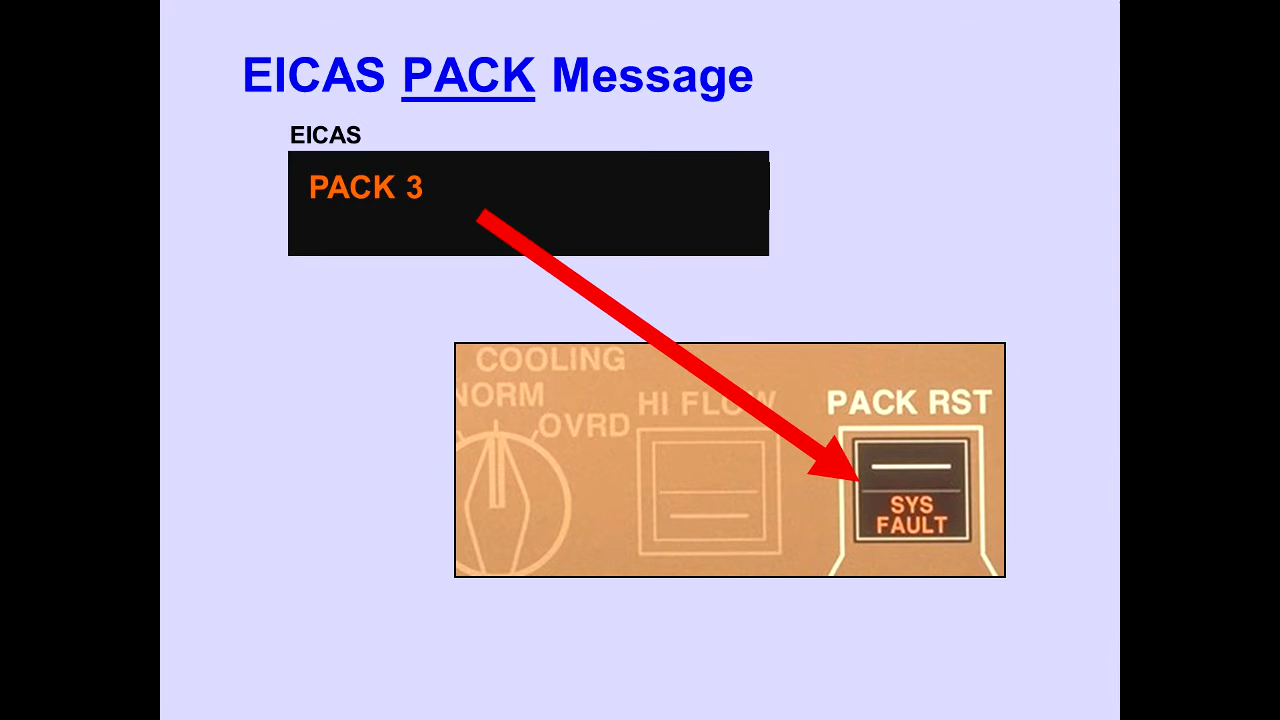 EICAS PACK Message
EICAS
PACK 3
COOLING
NORM
OVRD
HI FLOW
PACK RST
SYS
FAULT